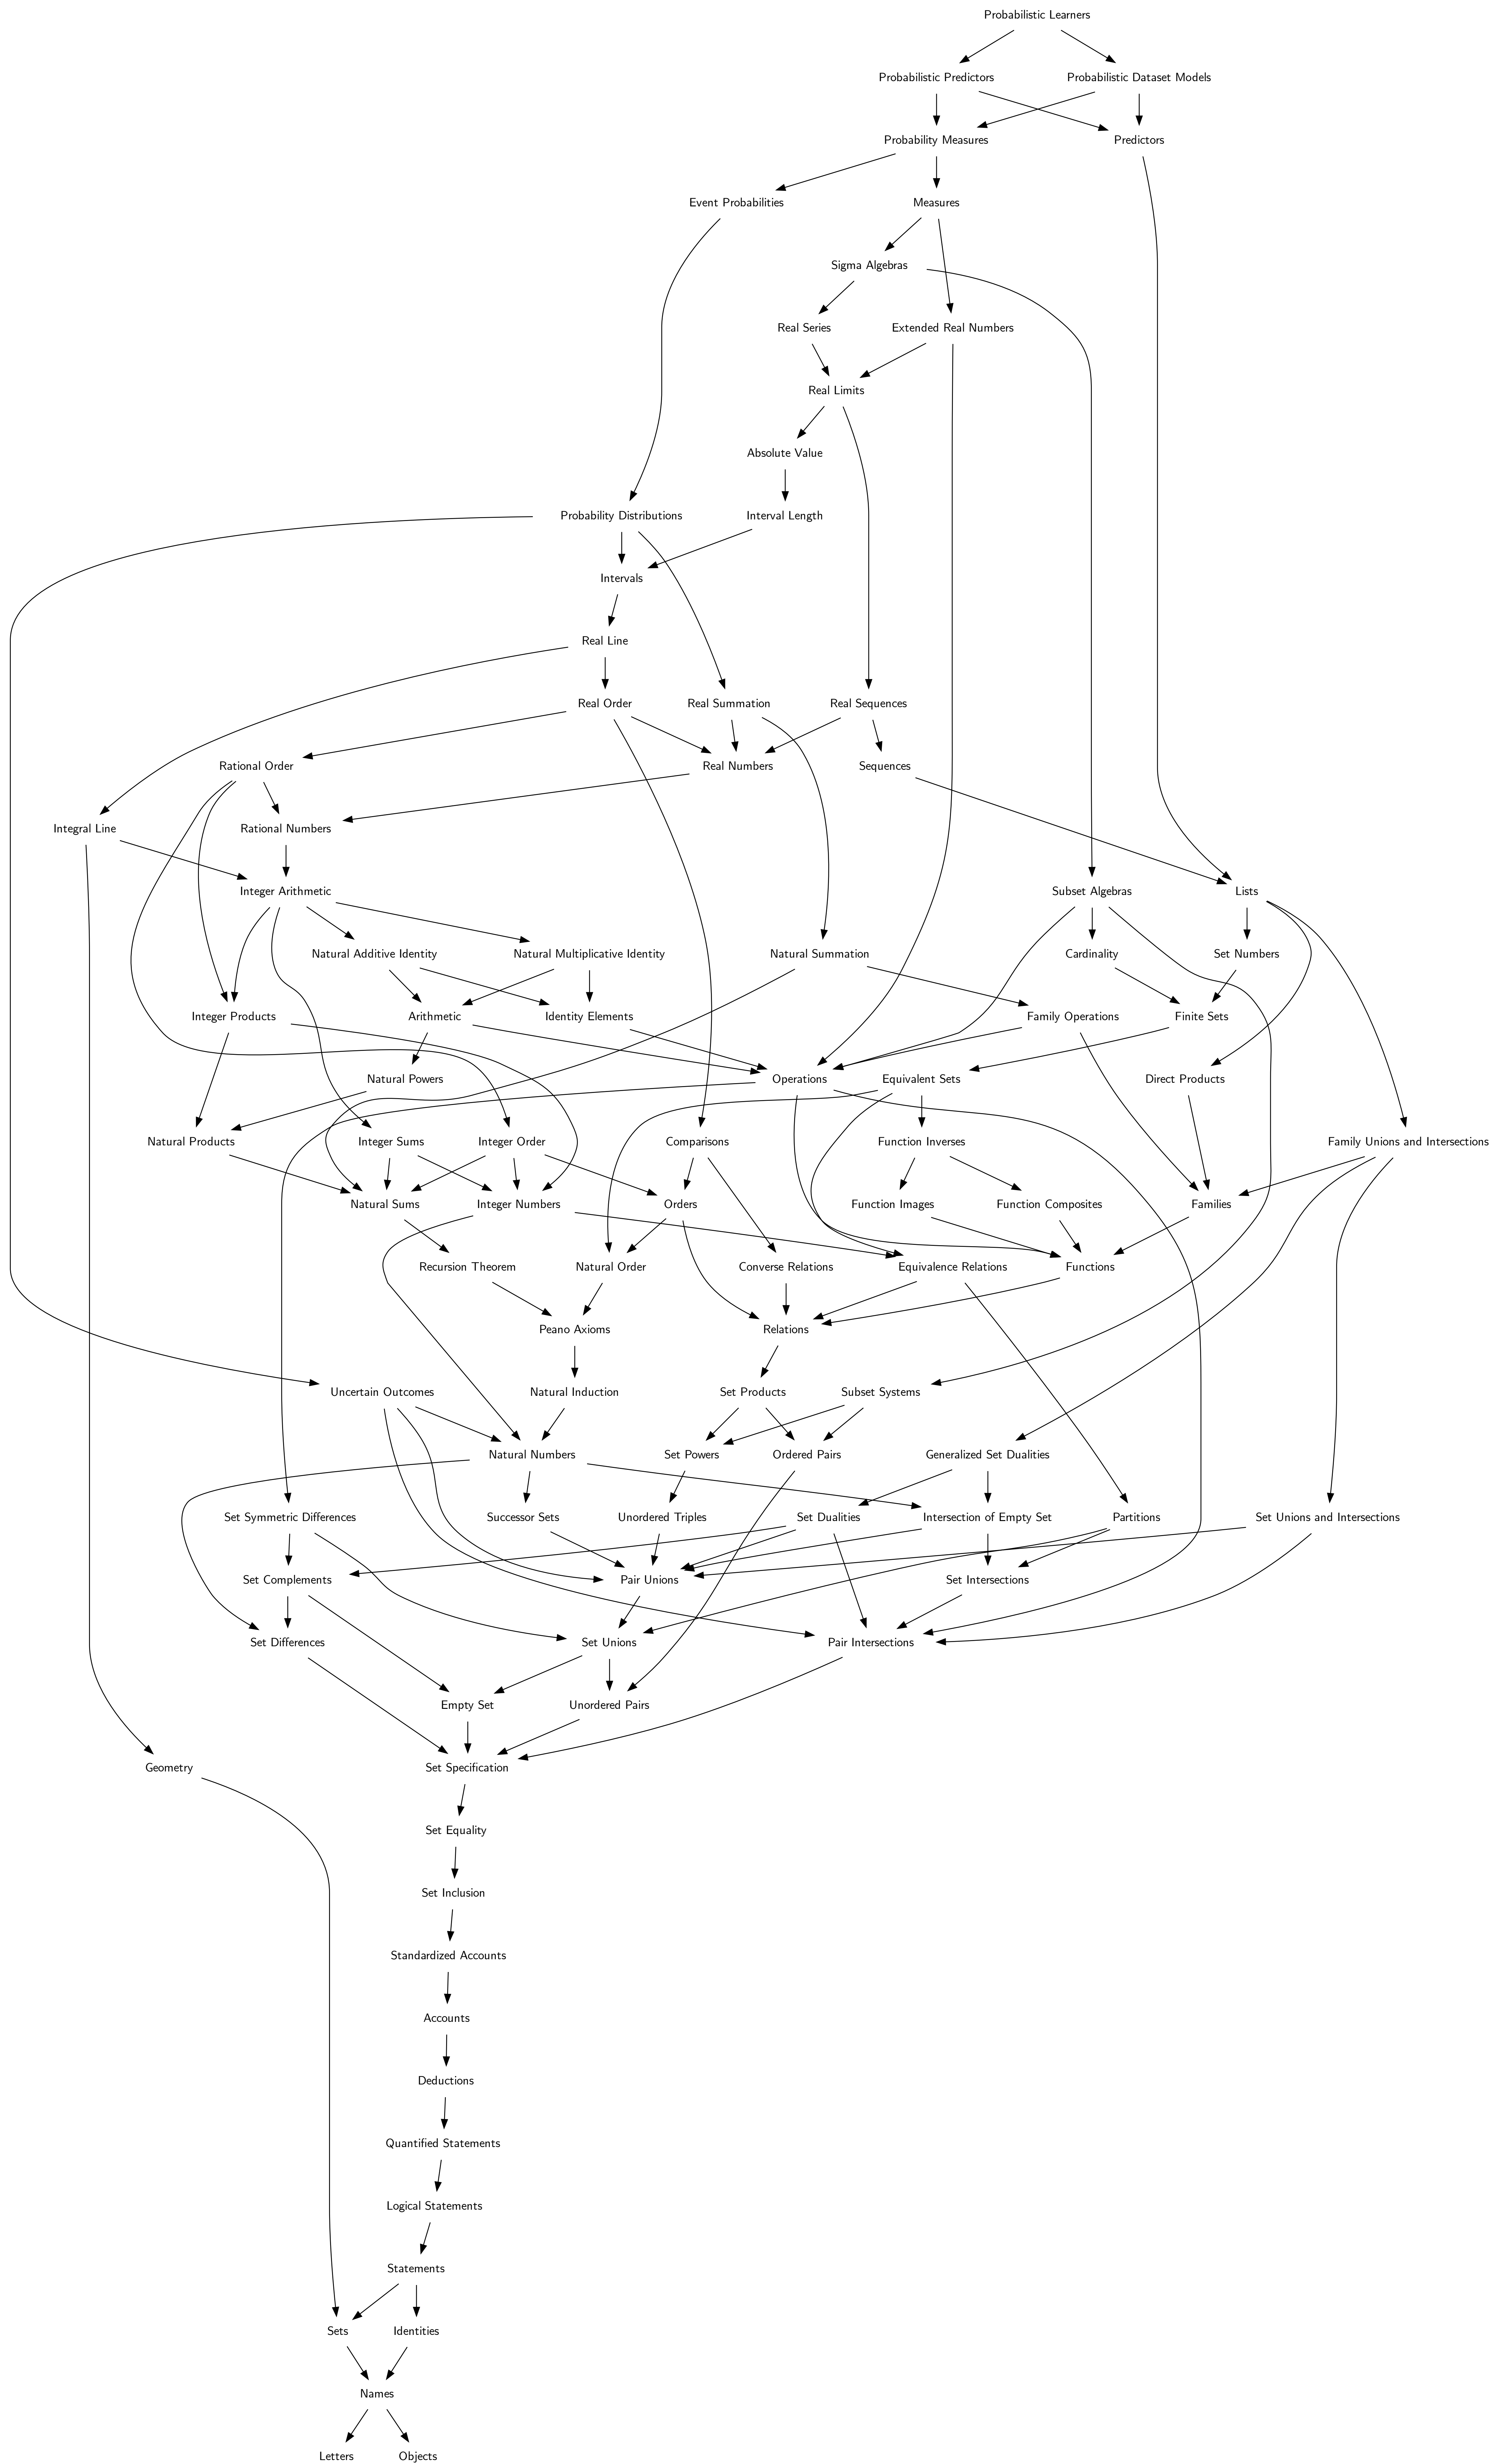 Probabilistic Learners
Probabilistic Predictors
Probabilistic Dataset Models
Probability Measures
Predictors
Event Probabilities
Measures
Sigma Algebras
Real Series
Extended Real Numbers
Real Limits
Absolute Value
Probability Distributions
Interval Length
Intervals
Real Line
Real Order
Real Summation
Real Sequences
Rational Order
Real Numbers
Sequences
Integral Line
Rational Numbers
Integer Arithmetic
Subset Algebras
Lists
Natural Additive Identity
Natural Multiplicative Identity
Natural Summation
Cardinality
Set Numbers
Integer Products
Arithmetic
Identity Elements
Family Operations
Finite Sets
Natural Powers
Operations
Equivalent Sets
Direct Products
Natural Products
Integer Sums
Integer Order
Comparisons
Function Inverses
Family Unions and Intersections
Natural Sums
Integer Numbers
Orders
Function Images
Function Composites
Families
Recursion Theorem
Natural Order
Converse Relations
Equivalence Relations
Functions
Peano Axioms
Relations
Uncertain Outcomes
Natural Induction
Set Products
Subset Systems
Natural Numbers
Set Powers
Ordered Pairs
Generalized Set Dualities
Set Symmetric Differences
Successor Sets
Unordered Triples
Set Dualities
Intersection of Empty Set
Partitions
Set Unions and Intersections
Set Complements
Pair Unions
Set Intersections
Set Differences
Set Unions
Pair Intersections
Empty Set
Unordered Pairs
Geometry
Set Specification
Set Equality
Set Inclusion
Standardized Accounts
Accounts
Deductions
Quantified Statements
Logical Statements
Statements
Sets
Identities
Names
Letters
Objects